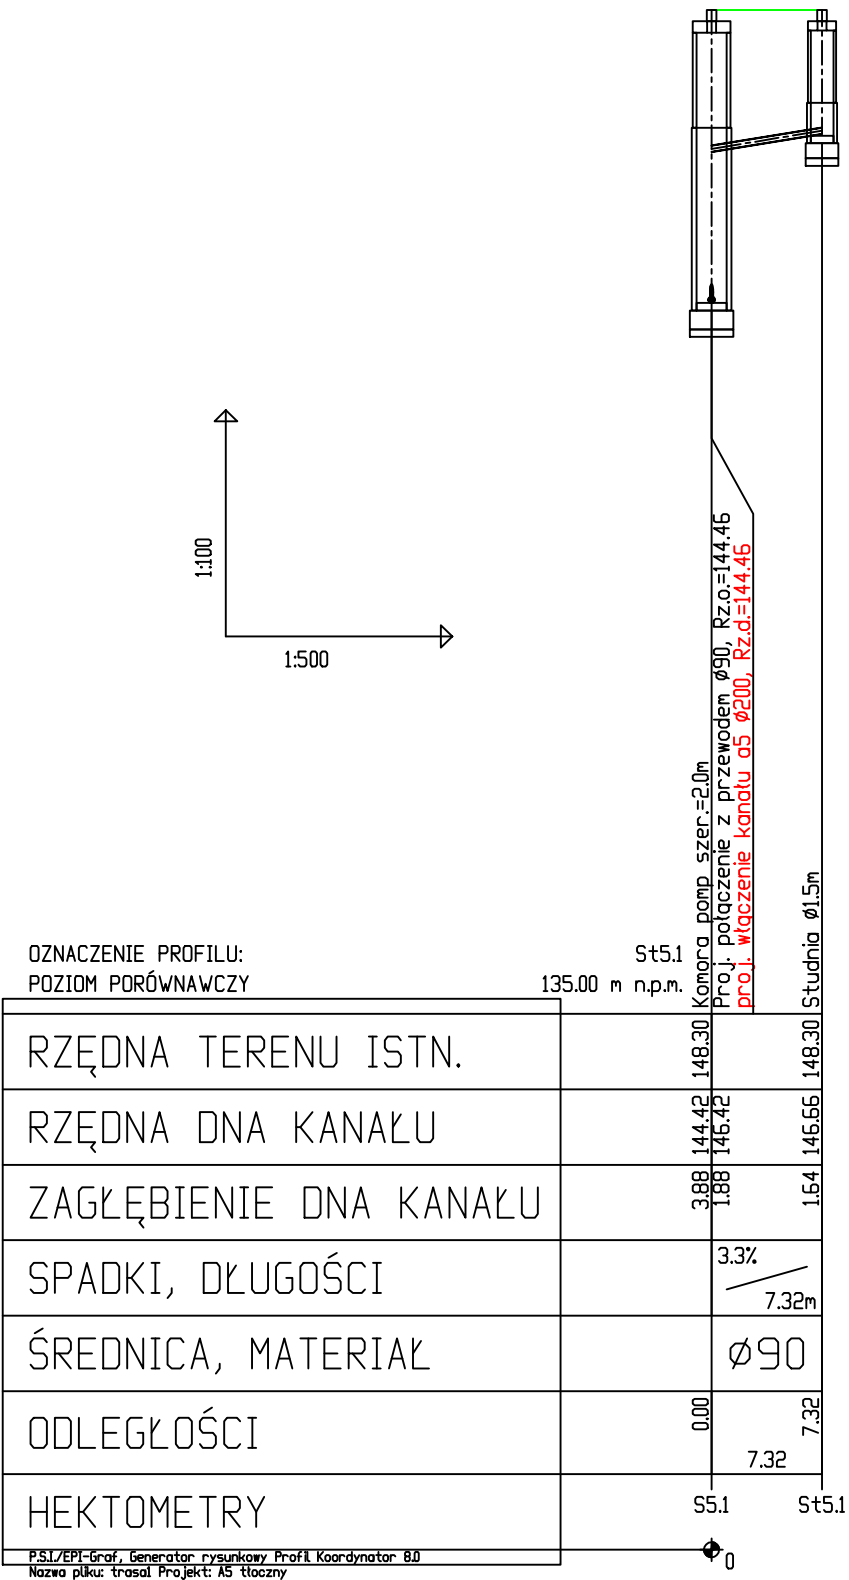 1:100
1:500
Komora pomp szer.=2.0m
Proj. połączenie z przewodem ø90, Rz.o.=144.46
proj. włączenie kanału a5 ø200, Rz.d.=144.46
Studnia ø1.5m
OZNACZENIE PROFILU: St5.1
POZIOM PORÓWNAWCZY 135.00 m n.p.m.
RZĘDNA TERENU ISTN. 148.30 148.30
RZĘDNA DNA KANAŁU 144.42 146.42 146.66
ZAGŁĘBIENIE DNA KANAŁU 3.88 1.88 1.64
SPADKI, DŁUGOŚCI 3.3% 7.32m
ŚREDNICA, MATERIAŁ ø90
ODLEGŁOŚCI 0.00 7.32 7.32
HEKTOMETRY S5.1 St5.1
0
P.S.I./EPI-Graf, Generator rysunkowy Profil Koordynator 8.0
Nazwa pliku: trasa1 Projekt: A5 tłoczny